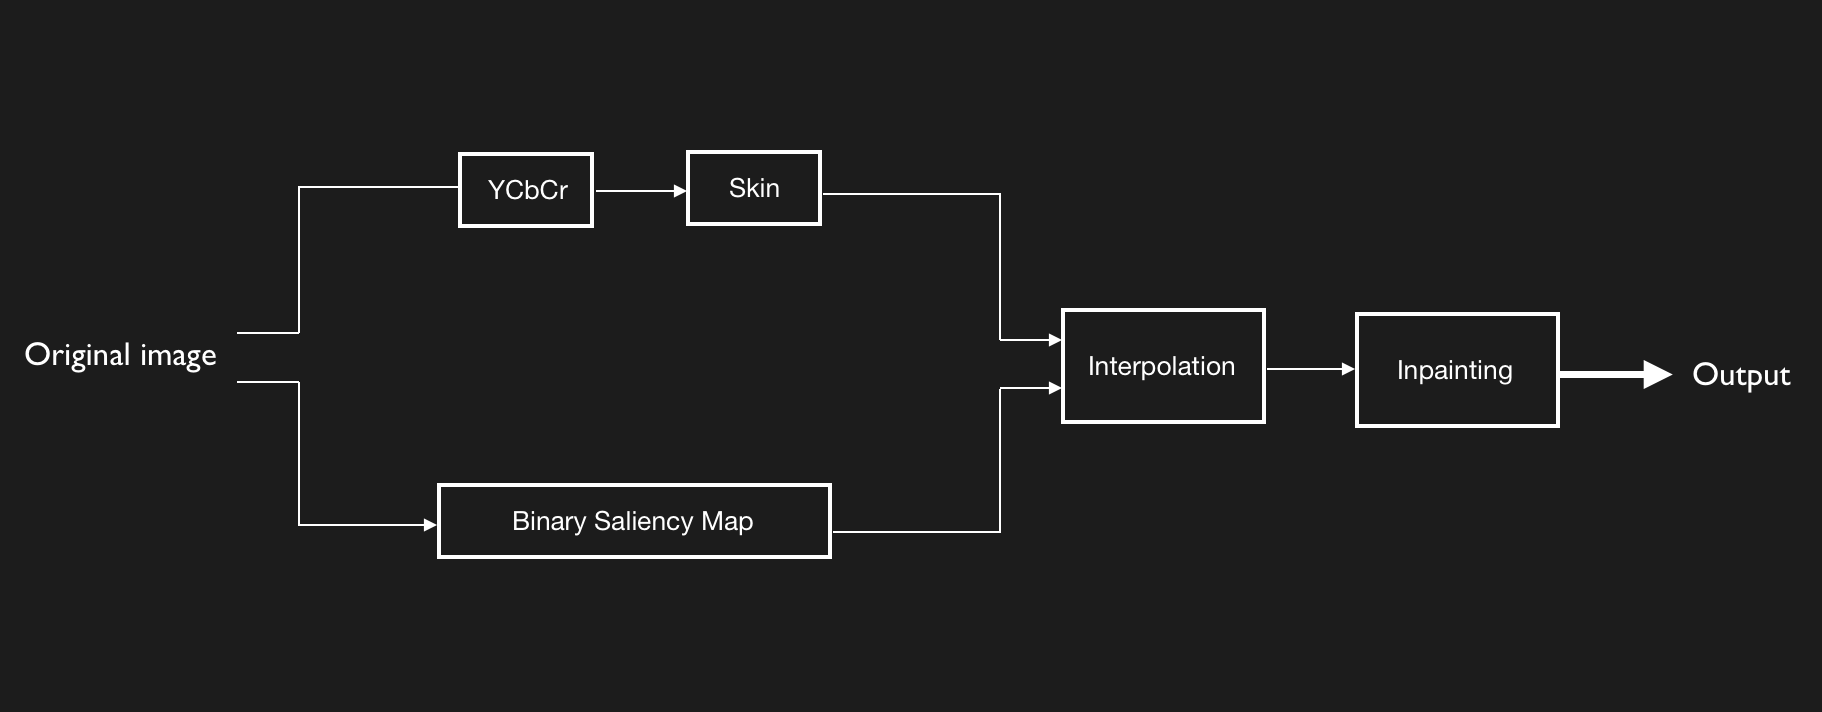 YCbCr
Skin
Original image
Interpolation
Inpainting
Output
Binary Saliency Map